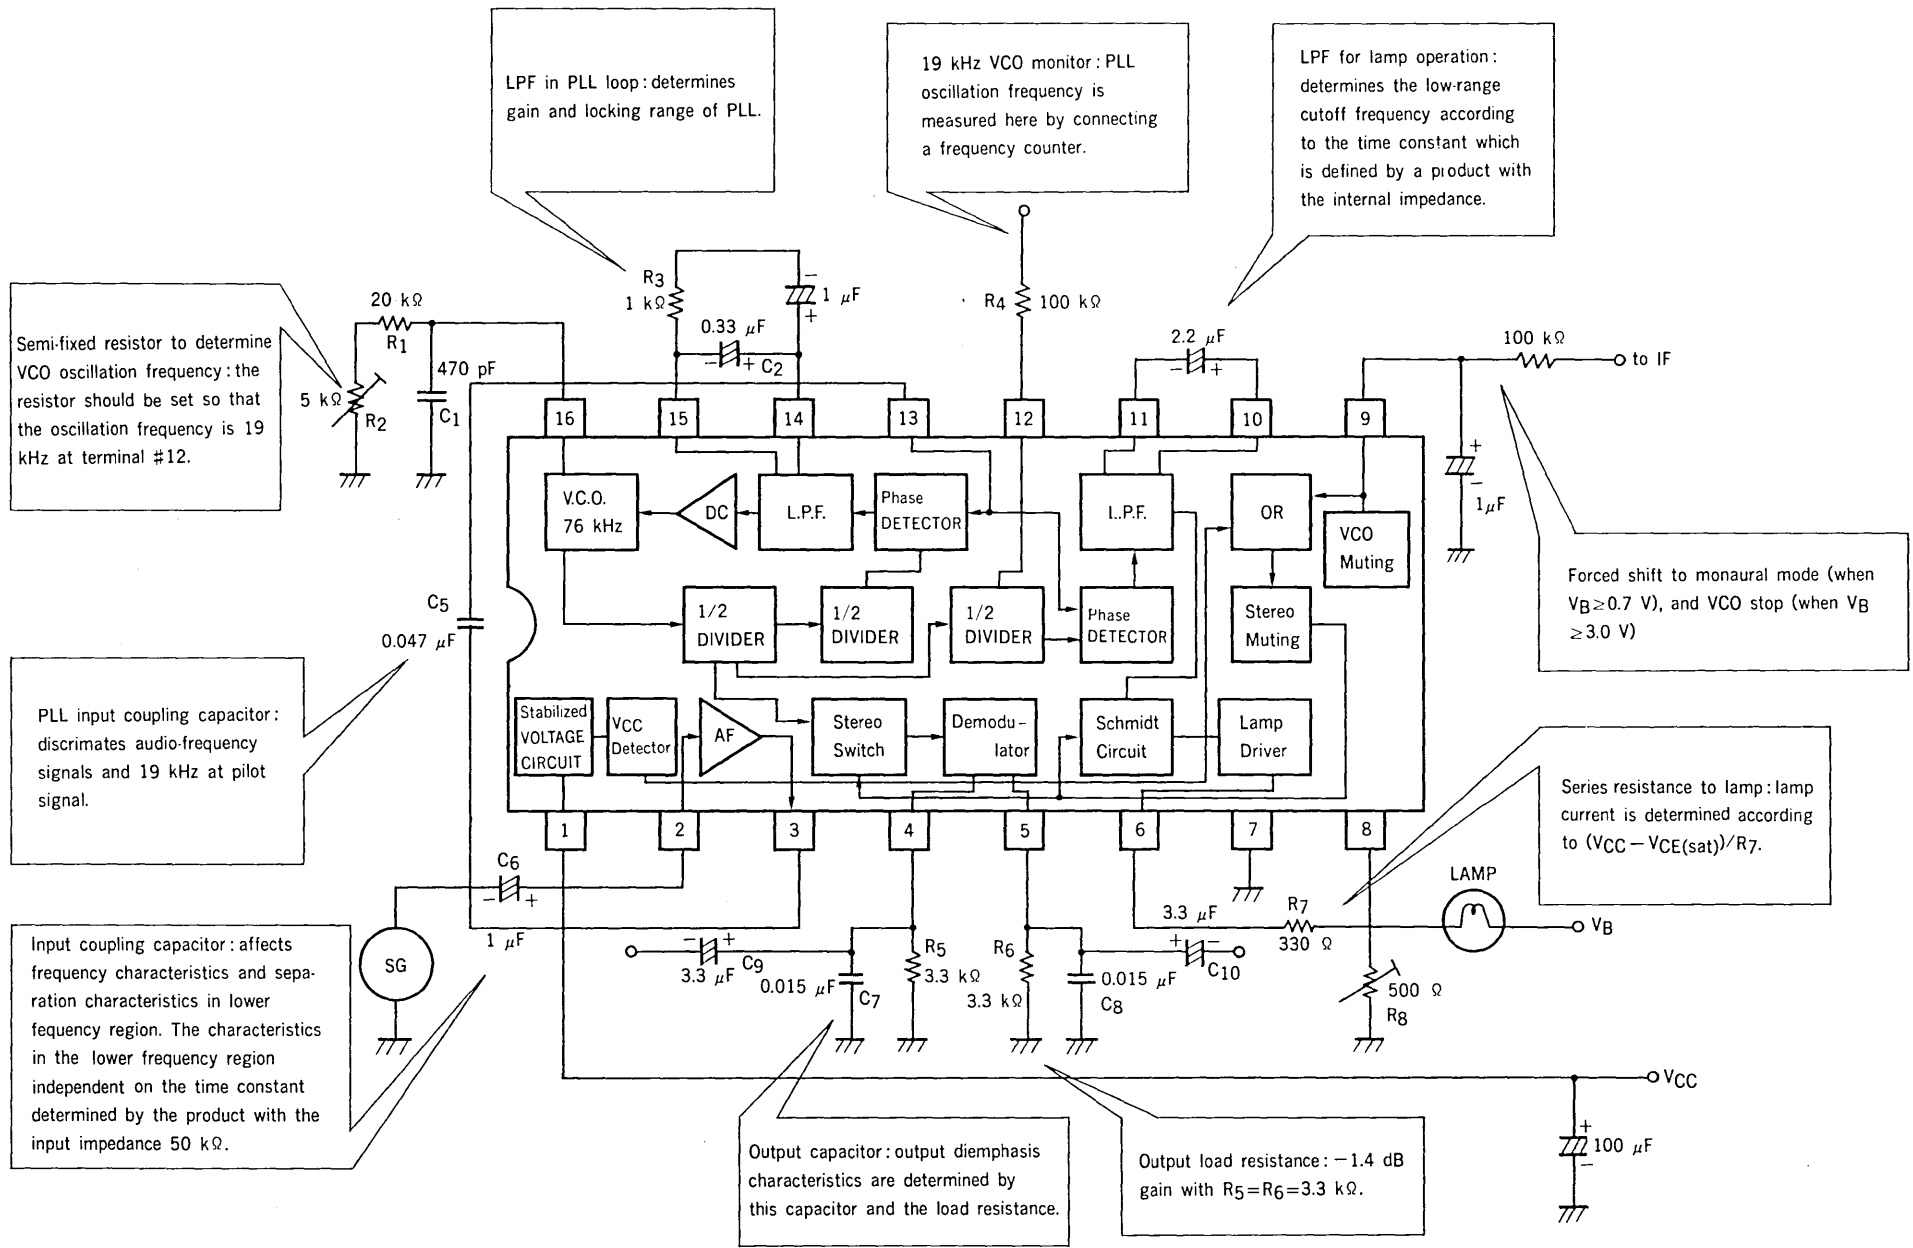 LPF in PLL loop : determines
gain and locking range of PLL.
19 kHz VCO monitor : PLL
oscillation frequency is
measured here by connecting
a frequency counter.
LPF for lamp operation :
determines the low-range
cutoff frequency according
to the time constant which
is defined by a product with
the internal impedance.
Semi-fixed resistor to determine
VCO oscillation frequency : the
resistor should be set so that
the oscillation frequency is 19
kHz at terminal #12.
20 kΩ
R1
5 kΩ
R2
470 pF
C1
R3
1 kΩ
−
1 μF
+
0.33 μF
− + C2
R4 100 kΩ
2.2 μF
− +
100 kΩ
to IF
+
−
1μF
16 15 14 13 12 11 10 9
V.C.O.
76 kHz
DC
L.P.F.
Phase
DETECTOR
L.P.F.
OR
VCO
Muting
Forced shift to monaural mode (when
VB≥0.7 V), and VCO stop (when VB
≥3.0 V)
C5
0.047 μF
1/2
DIVIDER
1/2
DIVIDER
1/2
DIVIDER
Phase
DETECTOR
Stereo
Muting
PLL input coupling capacitor :
discrimates audio-frequency
signals and 19 kHz at pilot
signal.
Stabilized
VOLTAGE
CIRCUIT
VCC
Detector
AF
Stereo
Switch
Demodu-
lator
Schmidt
Circuit
Lamp
Driver
1 2 3 4 5 6 7 8
Series resistance to lamp : lamp
current is determined according
to (VCC − VCE(sat))/R7.
C6
− +
1 μF
SG
LAMP
3.3 μF
R7
330 Ω
VB
Input coupling capacitor : affects
frequency characteristics and sepa-
ration characteristics in lower
fequency region. The characteristics
in the lower frequency region
independent on the time constant
determined by the product with the
input impedance 50 kΩ.
− +
3.3 μF
C9
0.015 μF
C7
R5
3.3 kΩ
R6
3.3 kΩ
0.015 μF
C8
+ −
C10
500 Ω
R8
VCC
+
100 μF
−
Output capacitor : output diemphasis
characteristics are determined by
this capacitor and the load resistance.
Output load resistance : −1.4 dB
gain with R5=R6=3.3 kΩ.